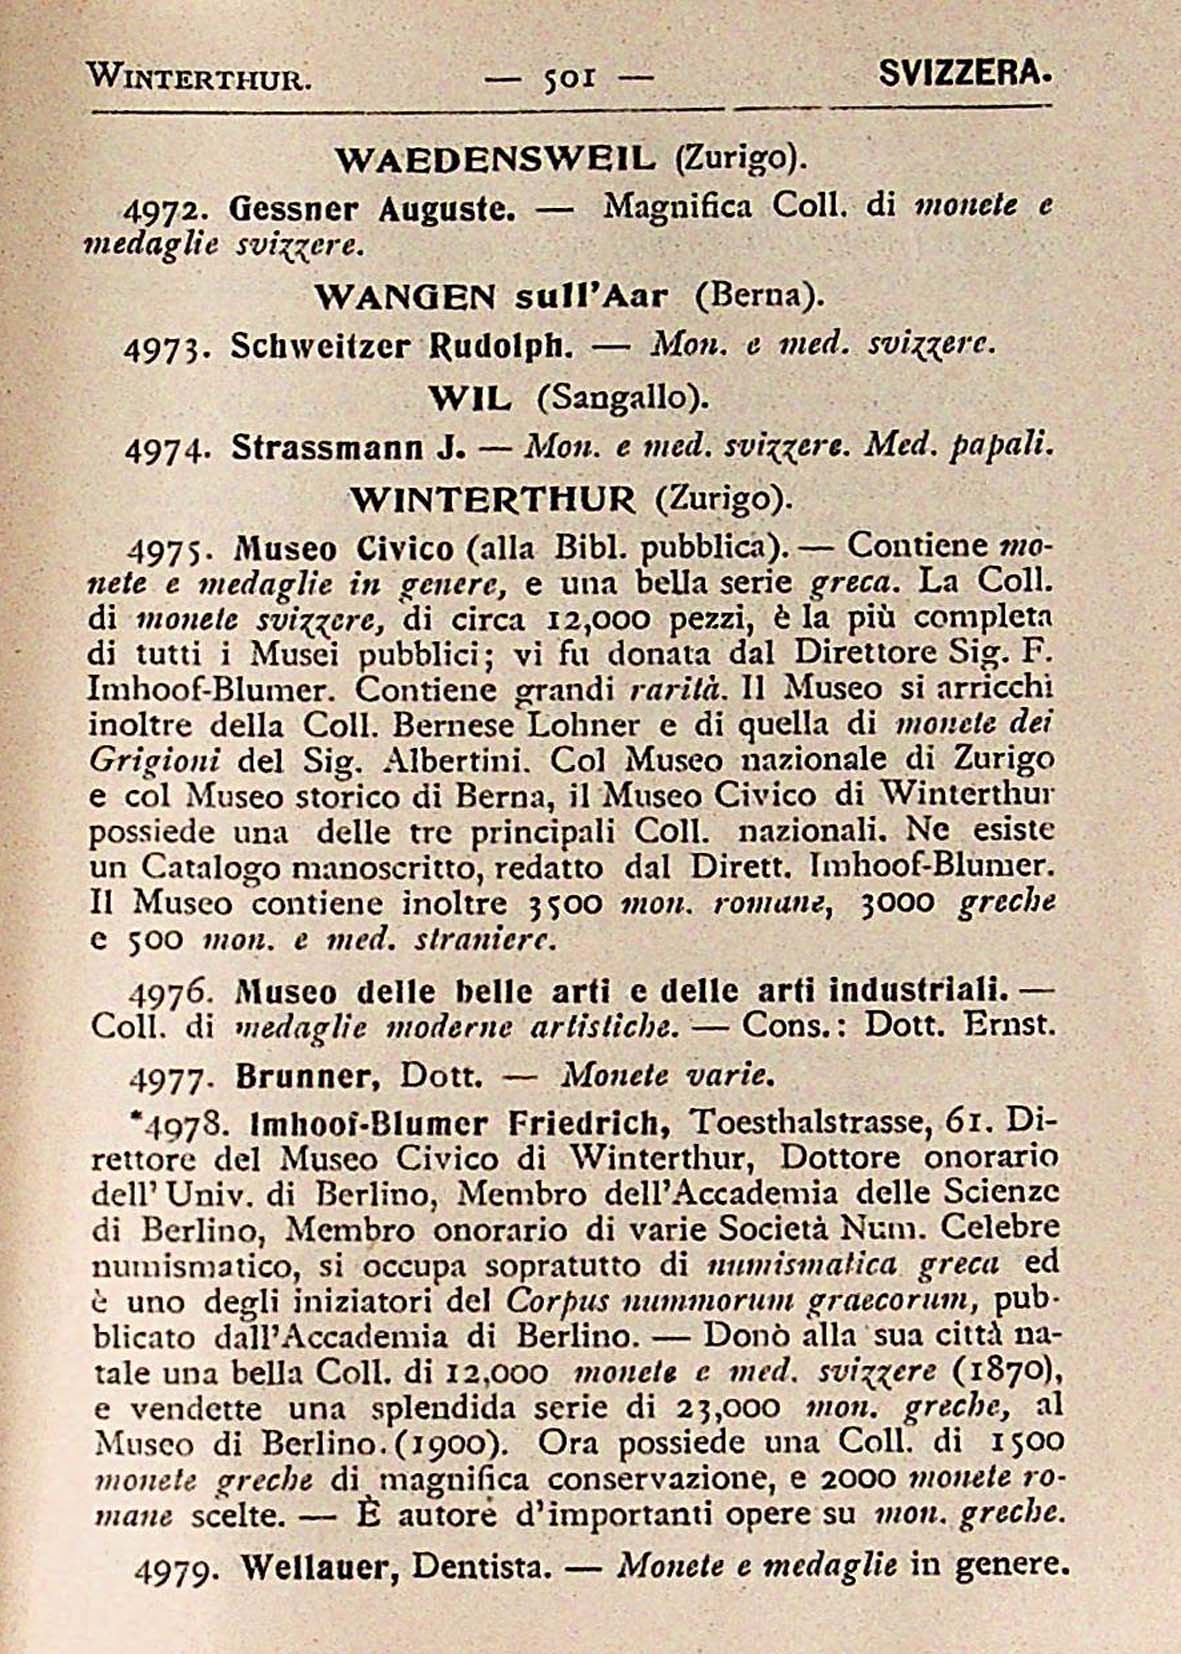 WINTERTHUR. — 501 — SVIZZERA.
WAEDENSWEIL (Zurigo).
4972. Gessner Auguste. — Magnifica Coll. di monete e
medaglie svizzere.
WANGEN sull'Aar (Berna).
4973. Schweitzer Rudolph. — Mon. e med. svizzere.
WIL (Sangallo).
4974. Strassmann J. — Mon. e med. svizzere. Med. papali.
WINTERTHUR (Zurigo).
4975. Museo Civico (alla Bibl. pubblica). — Contiene mo-
nete e medaglie in genere, e una bella serie greca. La Coll.
di monete svizzere, di circa 12,000 pezzi, è la più completa
di tutti i Musei pubblici; vi fu donata dal Direttore Sig. F.
Imhoof-Blumer. Contiene grandi rarità. Il Museo si arricchì
inoltre della Coll. Bernese Lohner e di quella di monete dei
Grigioni del Sig. Albertini. Col Museo nazionale di Zurigo
e col Museo storico di Berna, il Museo Civico di Winterthur
possiede una delle tre principali Coll. nazionali. Ne esiste
un Catalogo manoscritto, redatto dal Dirett. Imhoof-Blumer.
Il Museo contiene inoltre 3500 mon. romane, 3000 greche
e 500 mon. e med. straniere.
4976. Museo delle belle arti e delle arti industriali. —
Coll. di medaglie moderne artistiche. — Cons.: Dott. Ernst.
4977. Brunner, Dott. — Monete varie.
*4978. Imhoof-Blumer Friedrich, Toesthalstrasse, 61. Di-
rettore del Museo Civico di Winterthur, Dottore onorario
dell' Univ. di Berlino, Membro dell'Accademia delle Scienze
di Berlino, Membro onorario di varie Società Num. Celebre
numismatico, si occupa sopratutto di numismatica greca ed
è uno degli iniziatori del Corpus nummorum graecorum, pub-
blicato dall'Accademia di Berlino. — Donò alla sua città na-
tale una bella Coll. di 12,000 monete e med. svizzere (1870),
e vendette una splendida serie di 23,000 mon. greche, al
Museo di Berlino. (1900). Ora possiede una Coll. di 1500
monete greche di magnifica conservazione, e 2000 monete ro-
mane scelte. — È autore d'importanti opere su mon. greche.
4979. Wellauer, Dentista. — Monete e medaglie in genere.